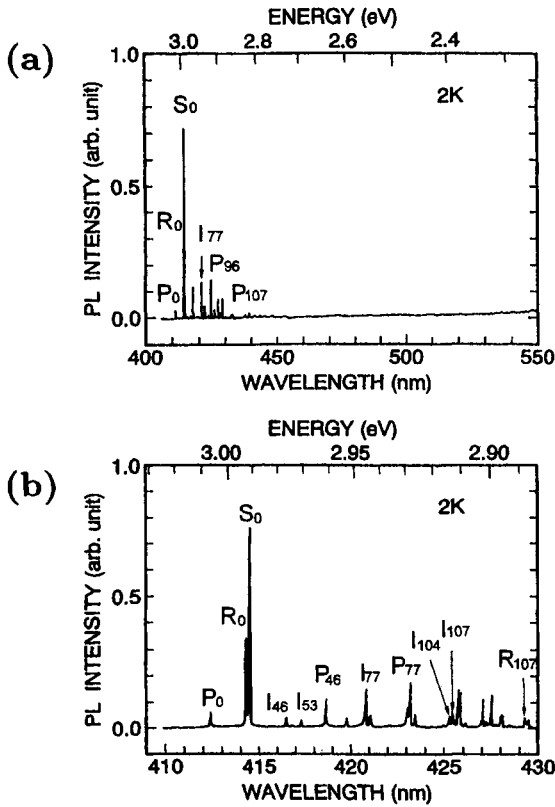 ENERGY (eV)
3.0 2.8 2.6 2.4
(a)
1.0
2K
S0
PL INTENSITY (arb. unit)
0.5
R0
I77
P96
P0
P107
0.0
400 450 500 550
WAVELENGTH (nm)
ENERGY (eV)
3.00 2.95 2.90
(b)
1.0
2K
S0
PL INTENSITY (arb. unit)
0.5
R0
I107
I104
P46
I77
P77
R107
P0
I46
I53
0.0
410 415 420 425 430
WAVELENGTH (nm)